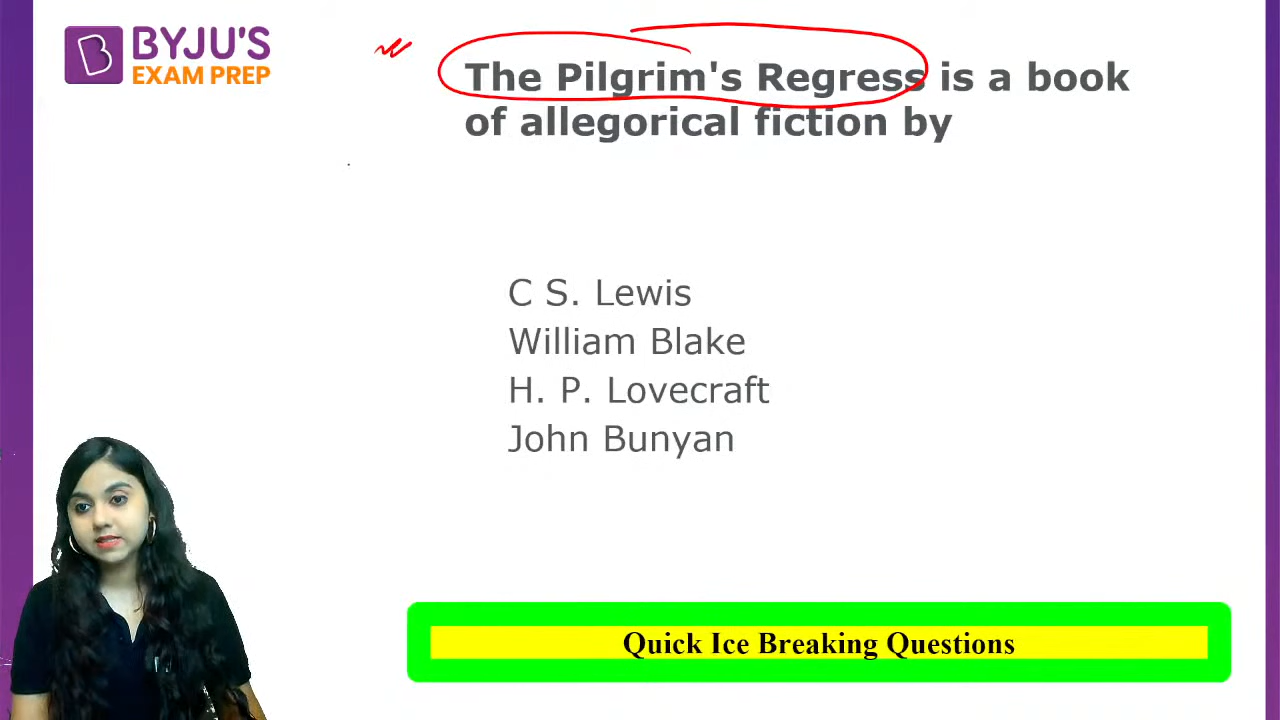 BYJU'S
EXAM PREP
The Pilgrim's Regress is a book
of allegorical fiction by
C S. Lewis
William Blake
H. P. Lovecraft
John Bunyan
Quick Ice Breaking Questions